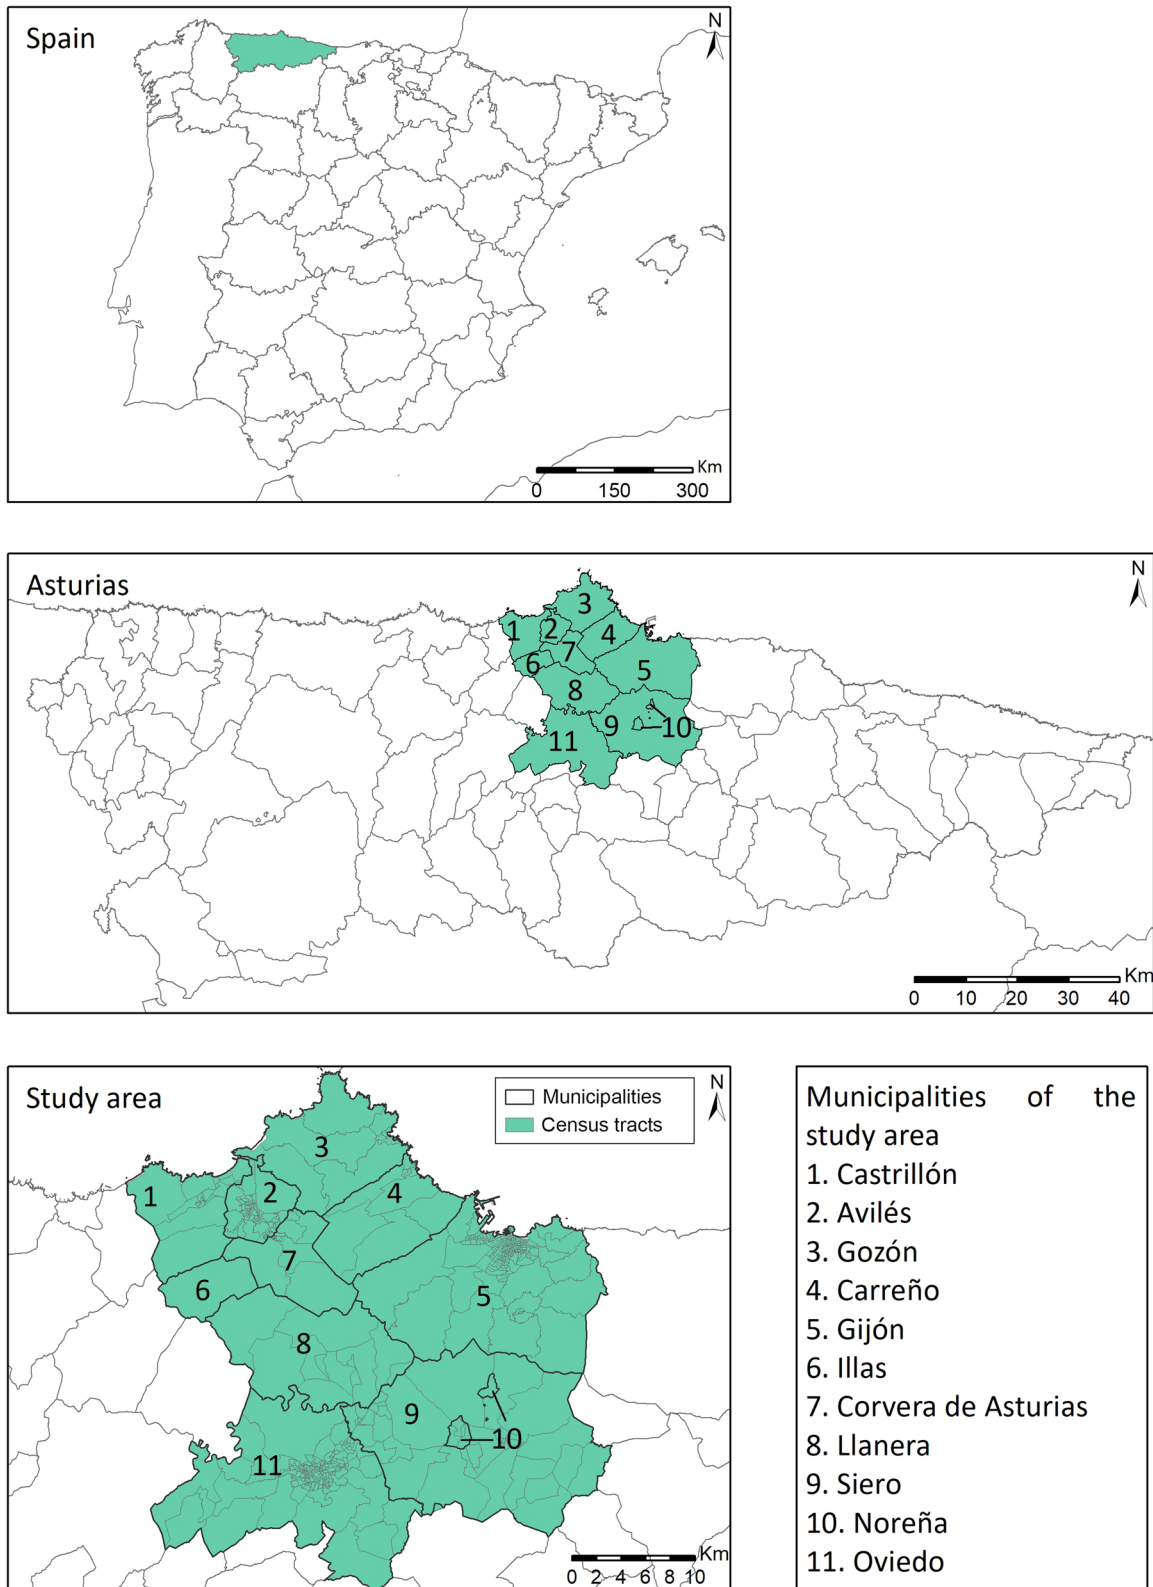 Spain
N
Km
0 150 300
Asturias
N
3
1 2 4
7
6 5
8
9 10
11
Km
0 10 20 30 40
Study area
Municipalities
Census tracts
N
3
1 2 4
7
6 5
8
9
10
11
Km
0 2 4 6 8 10
Municipalities of the
study area
1. Castrillón
2. Avilés
3. Gozón
4. Carreño
5. Gijón
6. Illas
7. Corvera de Asturias
8. Llanera
9. Siero
10. Noreña
11. Oviedo